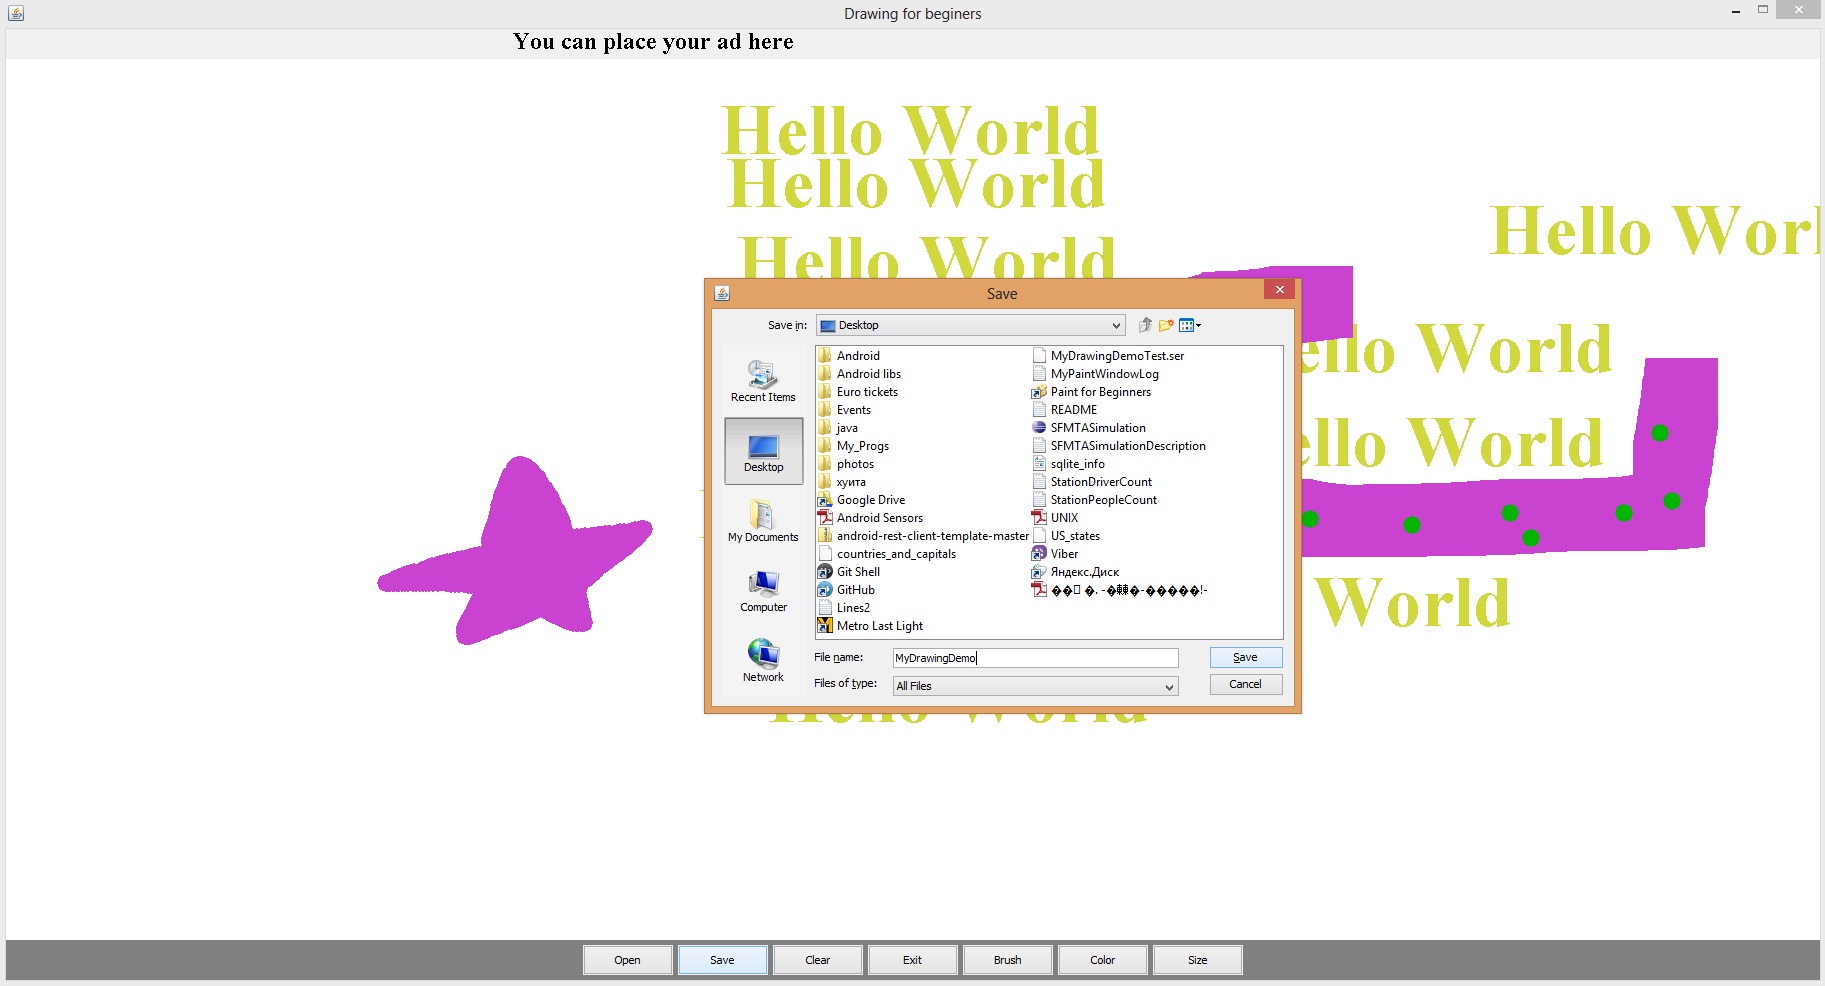 Drawing for beginers
You can place your ad here
Hello World
Hello World
Hello Worl
Hello World
ello World
ello World
World
Hello World
Save
Save in:
Desktop
Recent Items
Desktop
My Documents
Computer
Network
Android
Android libs
Euro tickets
Events
java
My_Progs
photos
хуита
Google Drive
Android Sensors
android-rest-client-template-master
countries_and_capitals
Git Shell
GitHub
Lines2
Metro Last Light
MyDrawingDemoTest.ser
MyPaintWindowLog
Paint for Beginners
README
SFMTASimulation
SFMTASimulationDescription
sqlite_info
StationDriverCount
StationPeopleCount
UNIX
US_states
Viber
Яндекс.Диск
File name:
MyDrawingDemo
Save
Files of type:
All Files
Cancel
Open
Save
Clear
Exit
Brush
Color
Size